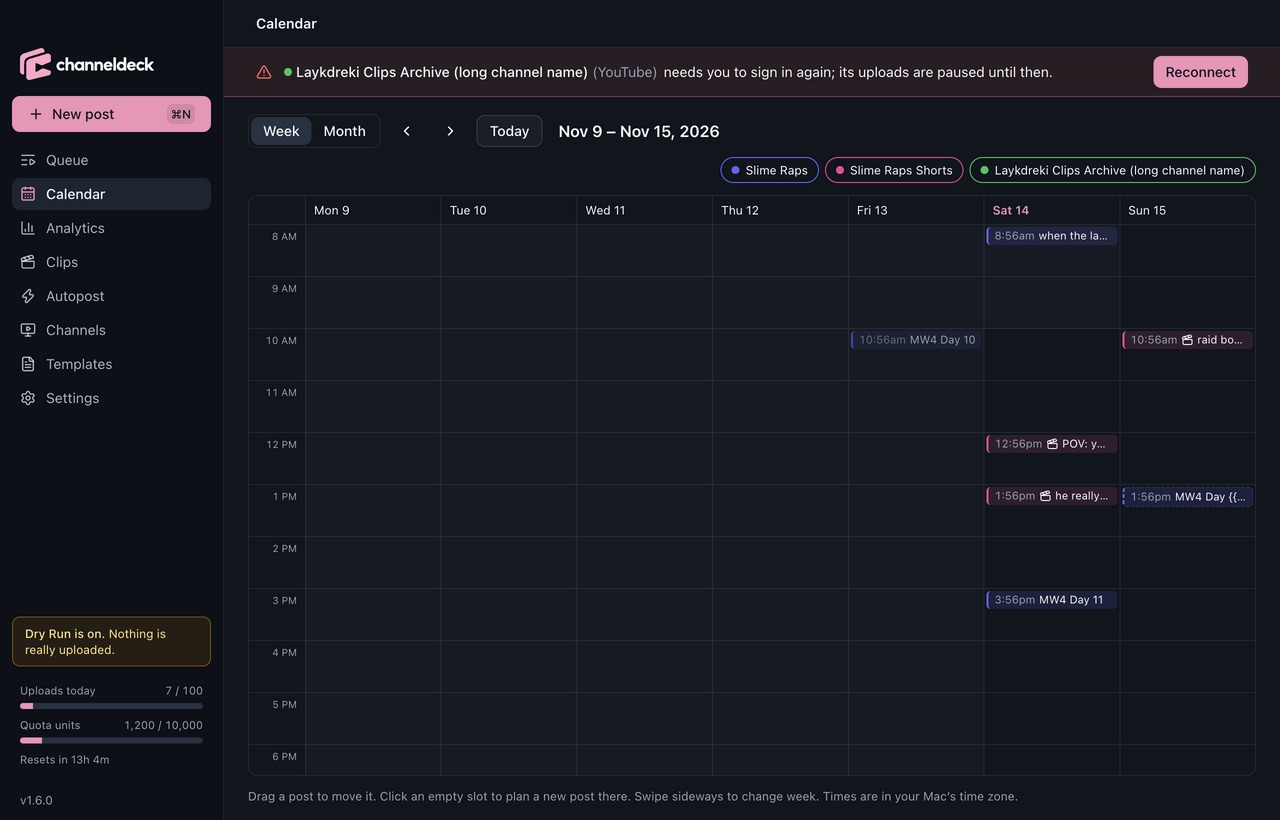 Calendar
channeldeck
Laykdreki Clips Archive (long channel name) (YouTube) needs you to sign in again; its uploads are paused until then.
Reconnect
New post ⌘N
Queue
Calendar
Analytics
Clips
Autopost
Channels
Templates
Settings
Dry Run is on. Nothing is
really uploaded.
Uploads today 7 / 100
Quota units 1,200 / 10,000
Resets in 13h 4m
v1.6.0
Week Month Today Nov 9 – Nov 15, 2026
Slime Raps Slime Raps Shorts Laykdreki Clips Archive (long channel name)
Mon 9 Tue 10 Wed 11 Thu 12 Fri 13 Sat 14 Sun 15
8 AM 8:56am when the la...
9 AM
10 AM 10:56am MW4 Day 10 10:56am raid bo...
11 AM
12 PM 12:56pm POV: y...
1 PM 1:56pm he really... 1:56pm MW4 Day {{...
2 PM
3 PM 3:56pm MW4 Day 11
4 PM
5 PM
6 PM
Drag a post to move it. Click an empty slot to plan a new post there. Swipe sideways to change week. Times are in your Mac's time zone.